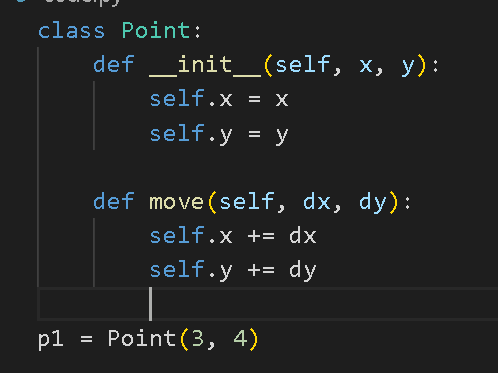 class Point:
    def __init__(self, x, y):
        self.x = x
        self.y = y

    def move(self, dx, dy):
        self.x += dx
        self.y += dy

p1 = Point(3, 4)